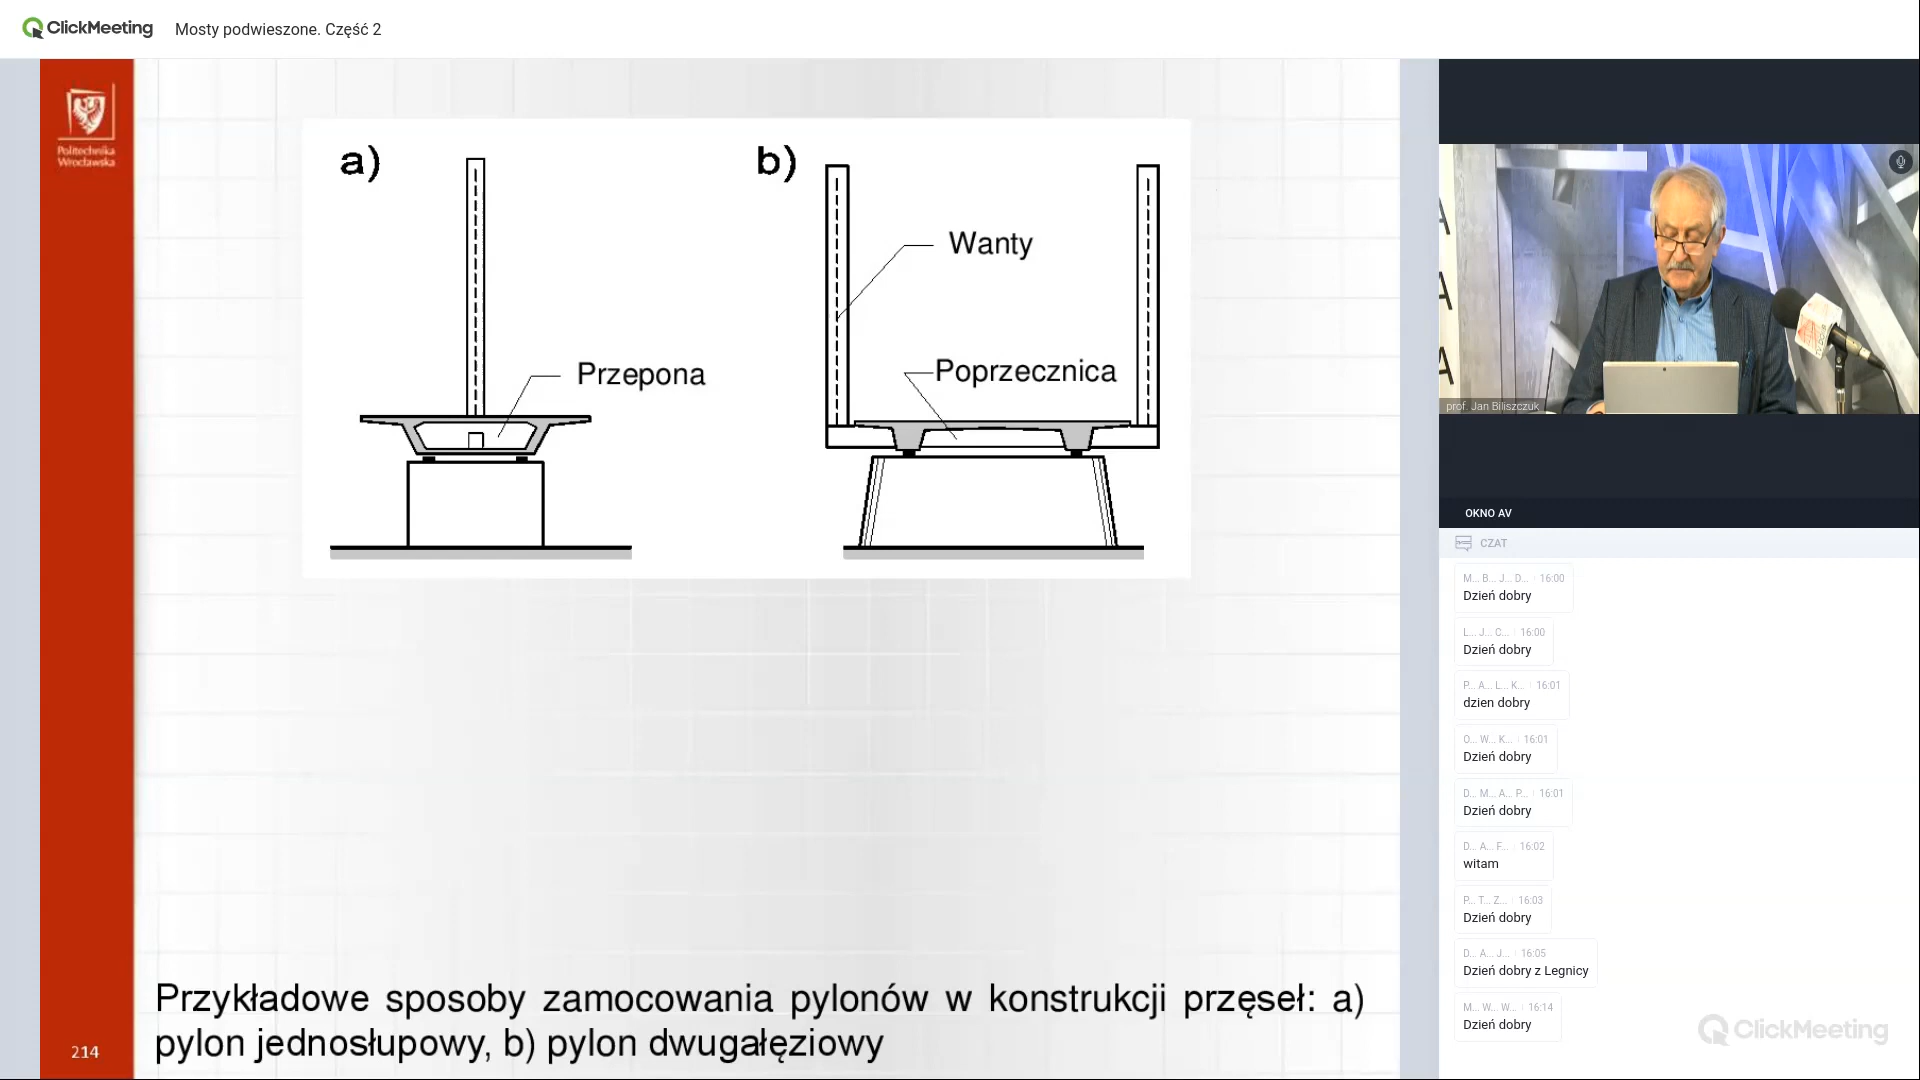 ClickMeeting
Mosty podwieszone. Część 2
Politechnika
Wrocławska
a)
b)
Wanty
Przepona
Poprzecznica
Przykładowe sposoby zamocowania pylonów w konstrukcji przęseł: a)
pylon jednosłupowy, b) pylon dwugałęziowy
214
prof. Jan Biliszczuk
OKNO AV
CZAT
M... B... J... D... 16:00
Dzień dobry
L... J... C... 16:00
Dzień dobry
P... A... L... K... 16:01
dzien dobry
O... W... K... 16:01
Dzień dobry
D... M... A... P... 16:01
Dzień dobry
D... A... F... 16:02
witam
P... T... Z... 16:03
Dzień dobry
D... A... J... 16:05
Dzień dobry z Legnicy
M... W... W... 16:14
Dzień dobry
ClickMeeting